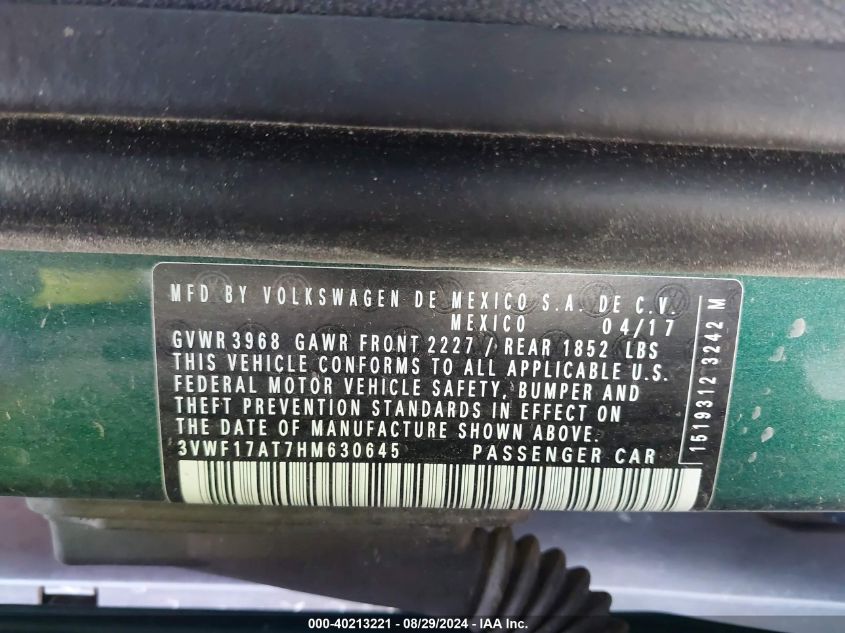 MFD BY VOLKSWAGEN DE MEXICO S.A. DE C.V.
MEXICO 04/17
GVWR 3968 GAWR FRONT 2227 / REAR 1852 LBS
THIS VEHICLE CONFORMS TO ALL APPLICABLE U.S.
FEDERAL MOTOR VEHICLE SAFETY, BUMPER AND
THEFT PREVENTION STANDARDS IN EFFECT ON
THE DATE OF MANUFACTURE SHOWN ABOVE.
3VWF17AT7HM630645 PASSENGER CAR
1519312 3242 M
000-40213221 - 08/29/2024 - IAA Inc.